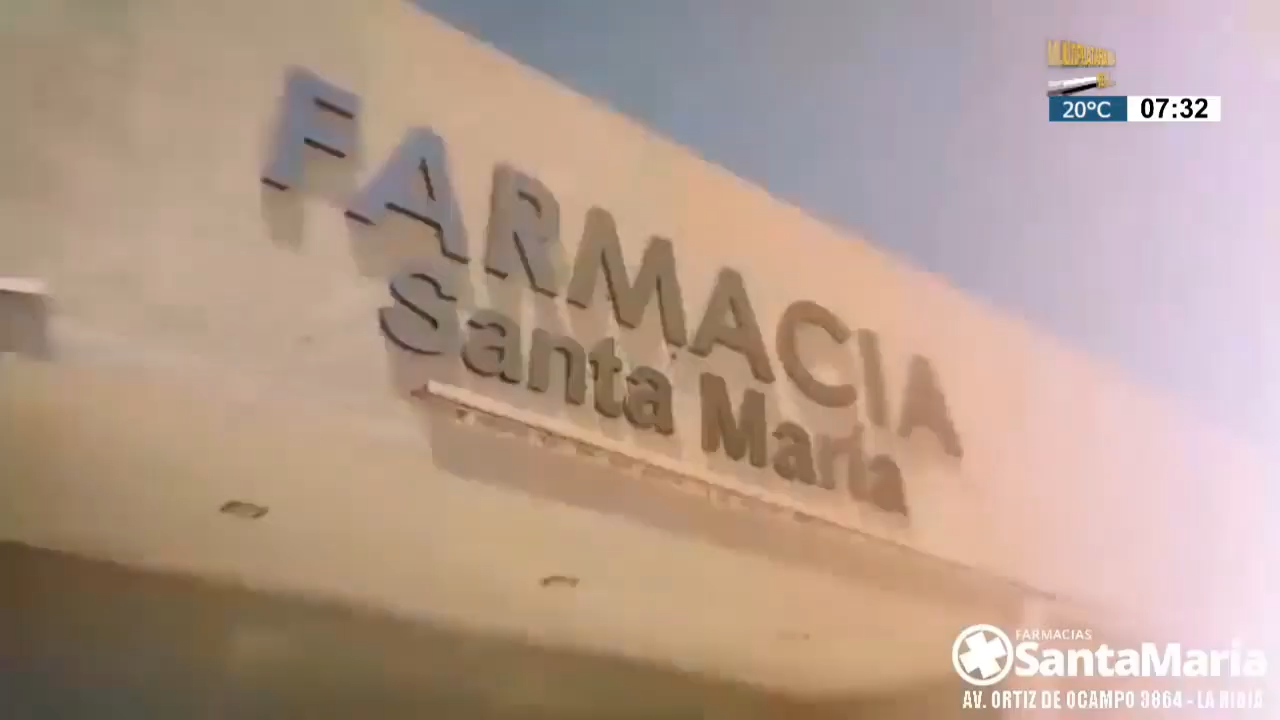 20°C 07:32
FARMACIA
Santa Maria
FARMACIAS
SantaMaria
AV. ORTIZ DE OCAMPO 3864 - LA RIOJA